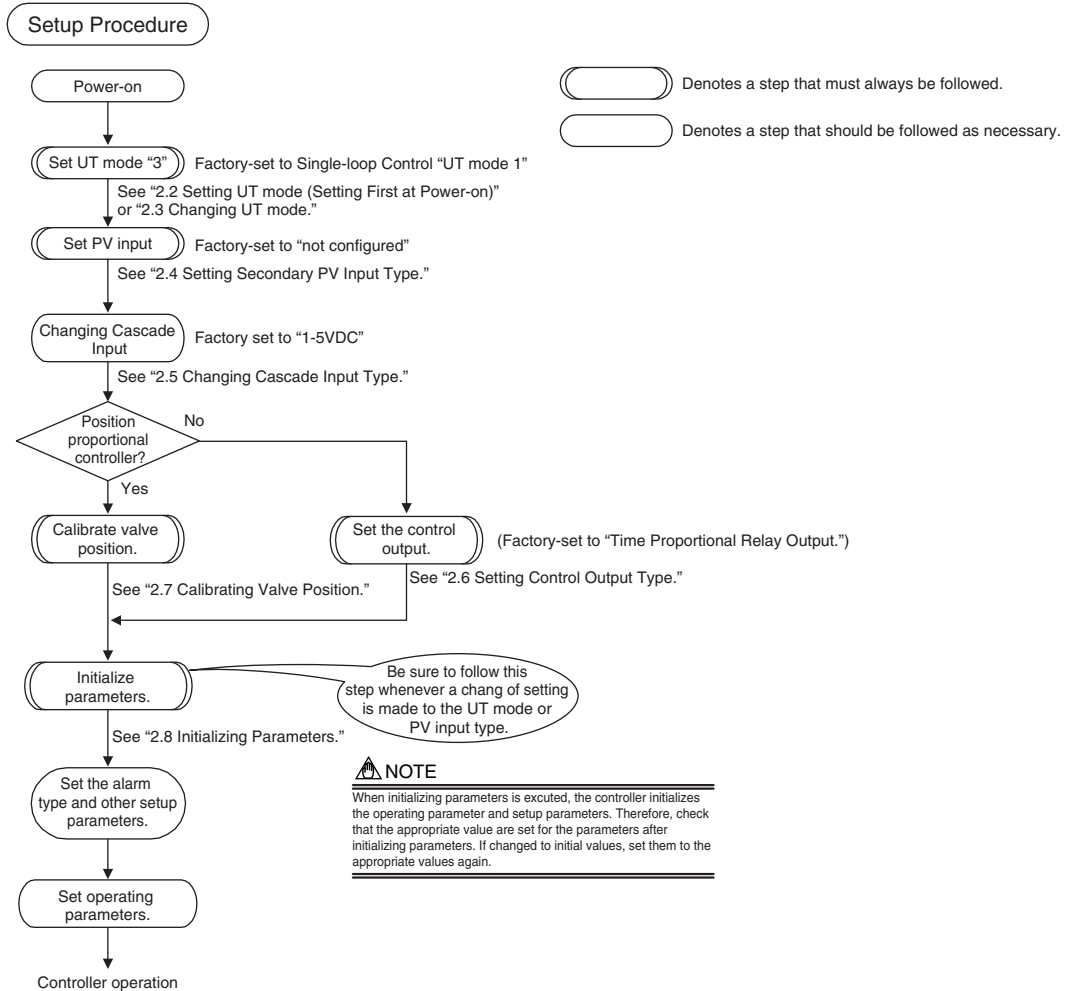 Setup Procedure
Power-on
Denotes a step that must always be followed.
Denotes a step that should be followed as necessary.
Set UT mode “3”
Factory-set to Single-loop Control “UT mode 1”
See “2.2 Setting UT mode (Setting First at Power-on)”
or “2.3 Changing UT mode.”
Set PV input
Factory-set to “not configured”
See “2.4 Setting Secondary PV Input Type.”
Changing Cascade
Input
Factory set to “1-5VDC”
See “2.5 Changing Cascade Input Type.”
Position
proportional
controller?
No
Yes
Calibrate valve
position.
Set the control
output.
(Factory-set to “Time Proportional Relay Output.”)
See “2.6 Setting Control Output Type.”
See “2.7 Calibrating Valve Position.”
Initialize
parameters.
Be sure to follow this
step whenever a chang of setting
is made to the UT mode or
PV input type.
See “2.8 Initializing Parameters.”
NOTE
When initializing parameters is excuted, the controller initializes
the operating parameter and setup parameters. Therefore, check
that the appropriate value are set for the parameters after
initializing parameters. If changed to initial values, set them to the
appropriate values again.
Set the alarm
type and other setup
parameters.
Set operating
parameters.
Controller operation